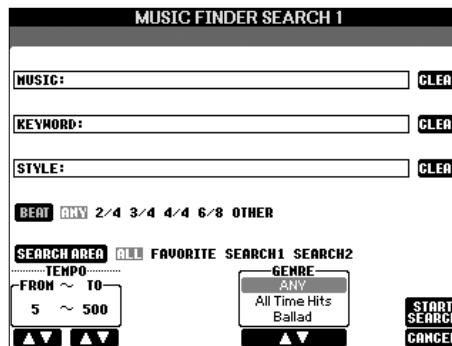 MUSIC FINDER SEARCH 1
MUSIC: CLEA
KEYWORD: CLEA
STYLE: CLEA
BEAT ANY 2/4 3/4 4/4 6/8 OTHER
SEARCH AREA ALL FAVORITE SEARCH1 SEARCH2
TEMPO
FROM ~ TO
5 ~ 500
GENRE
ANY
All Time Hits
Ballad
START
SEARCH
CANCEL